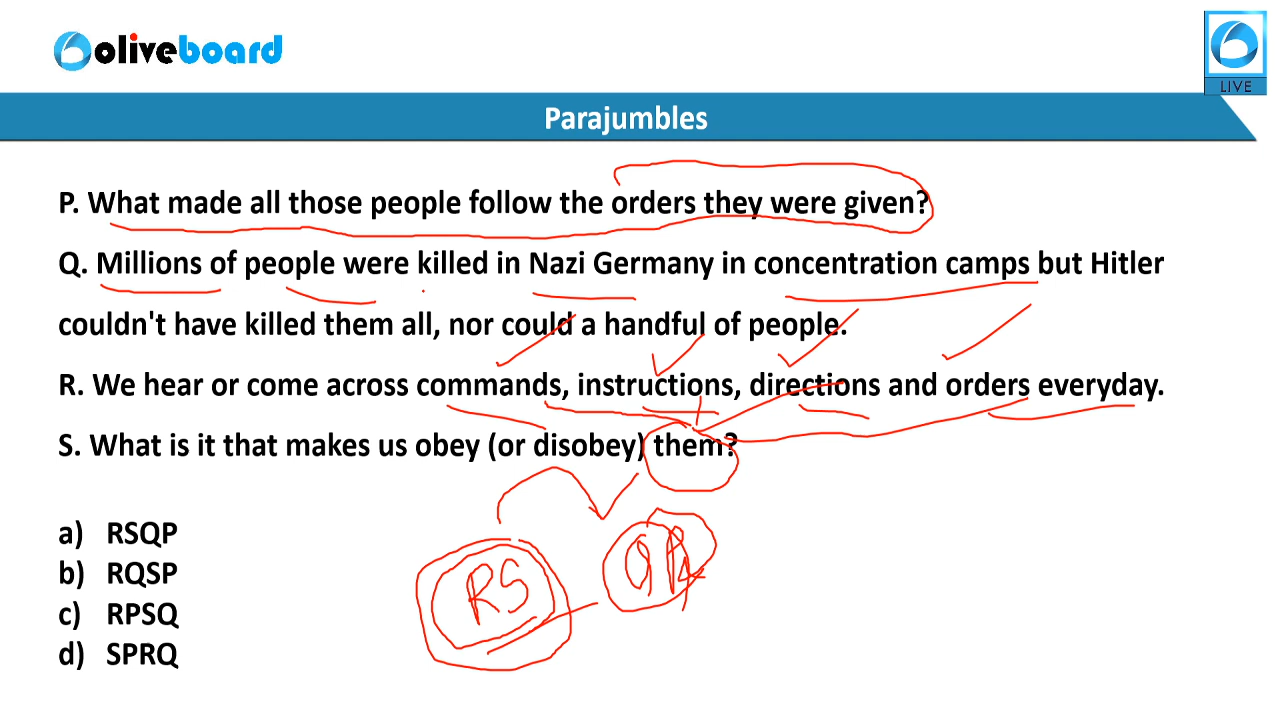 oliveboard
LIVE
Parajumbles
P. What made all those people follow the orders they were given?
Q. Millions of people were killed in Nazi Germany in concentration camps but Hitler
couldn't have killed them all, nor could a handful of people.
R. We hear or come across commands, instructions, directions and orders everyday.
S. What is it that makes us obey (or disobey) them?
a) RSQP
b) RQSP
c) RPSQ
d) SPRQ
RS